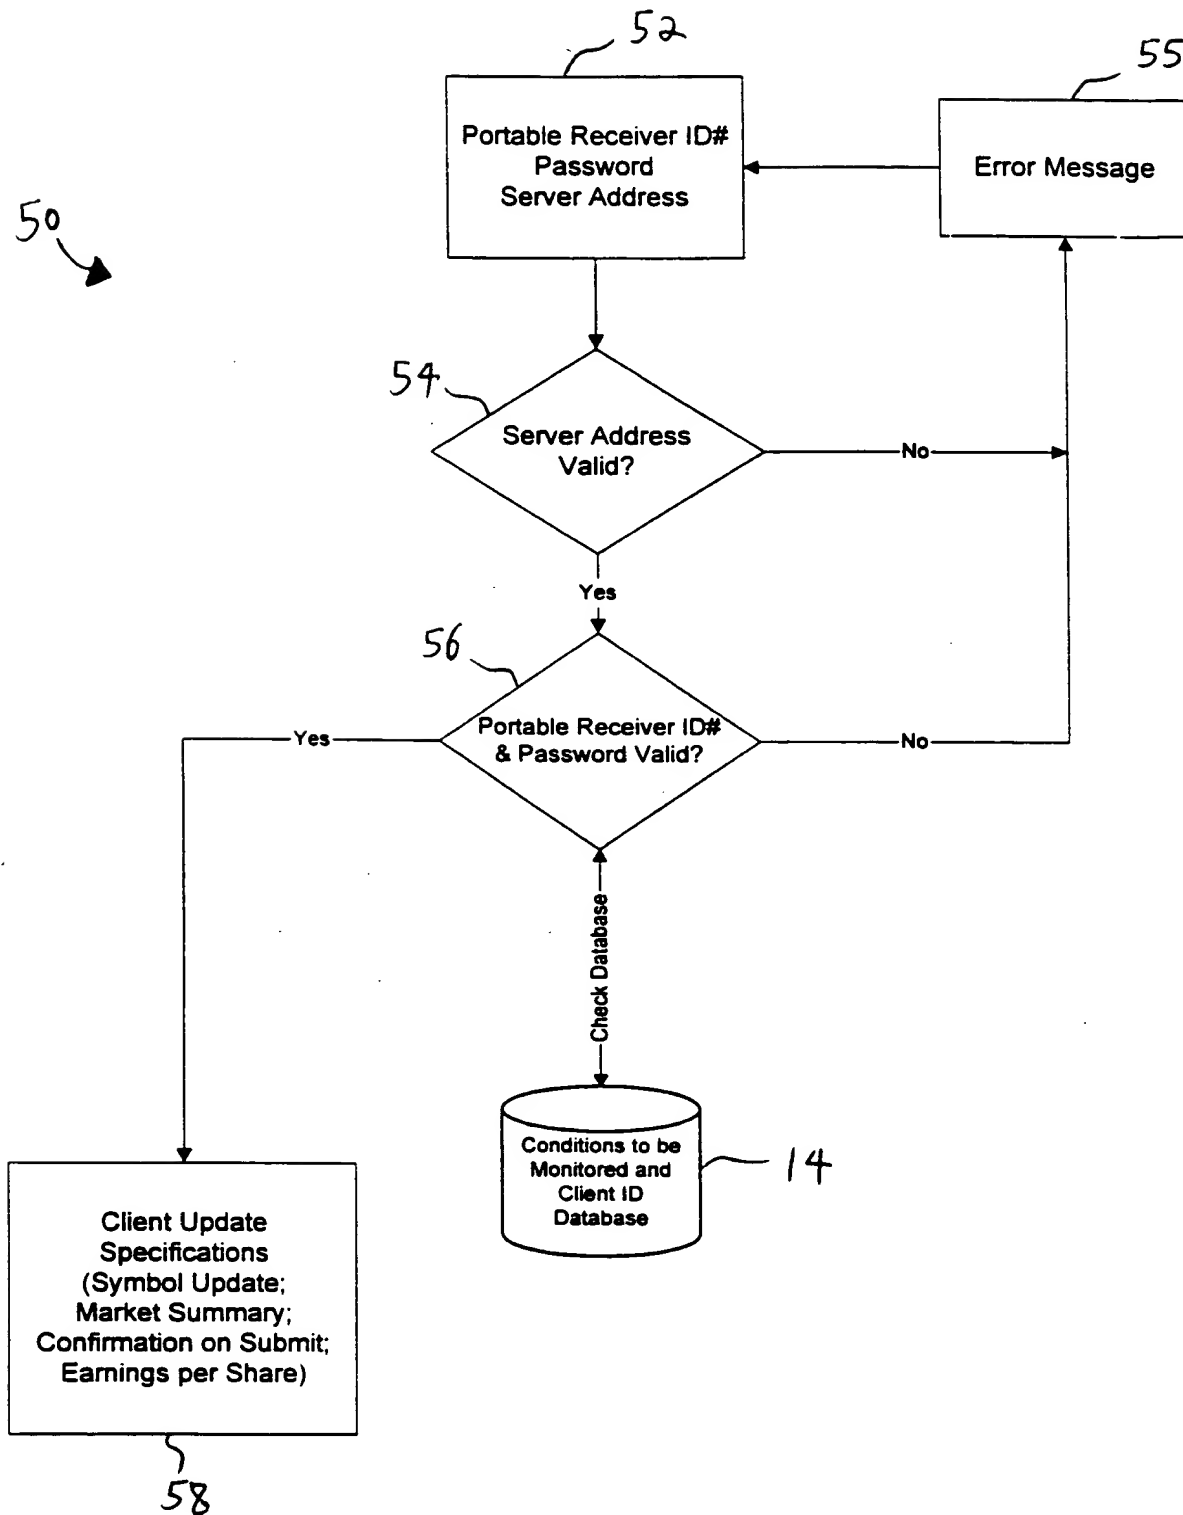 52
55
Portable Receiver ID#
Password
Server Address
Error Message
50
54
Server Address
Valid?
No
Yes
56
Portable Receiver ID#
& Password Valid?
Yes
No
Check Database
Conditions to be
Monitored and
Client ID
Database
14
Client Update
Specifications
(Symbol Update;
Market Summary;
Confirmation on Submit;
Earnings per Share)
58